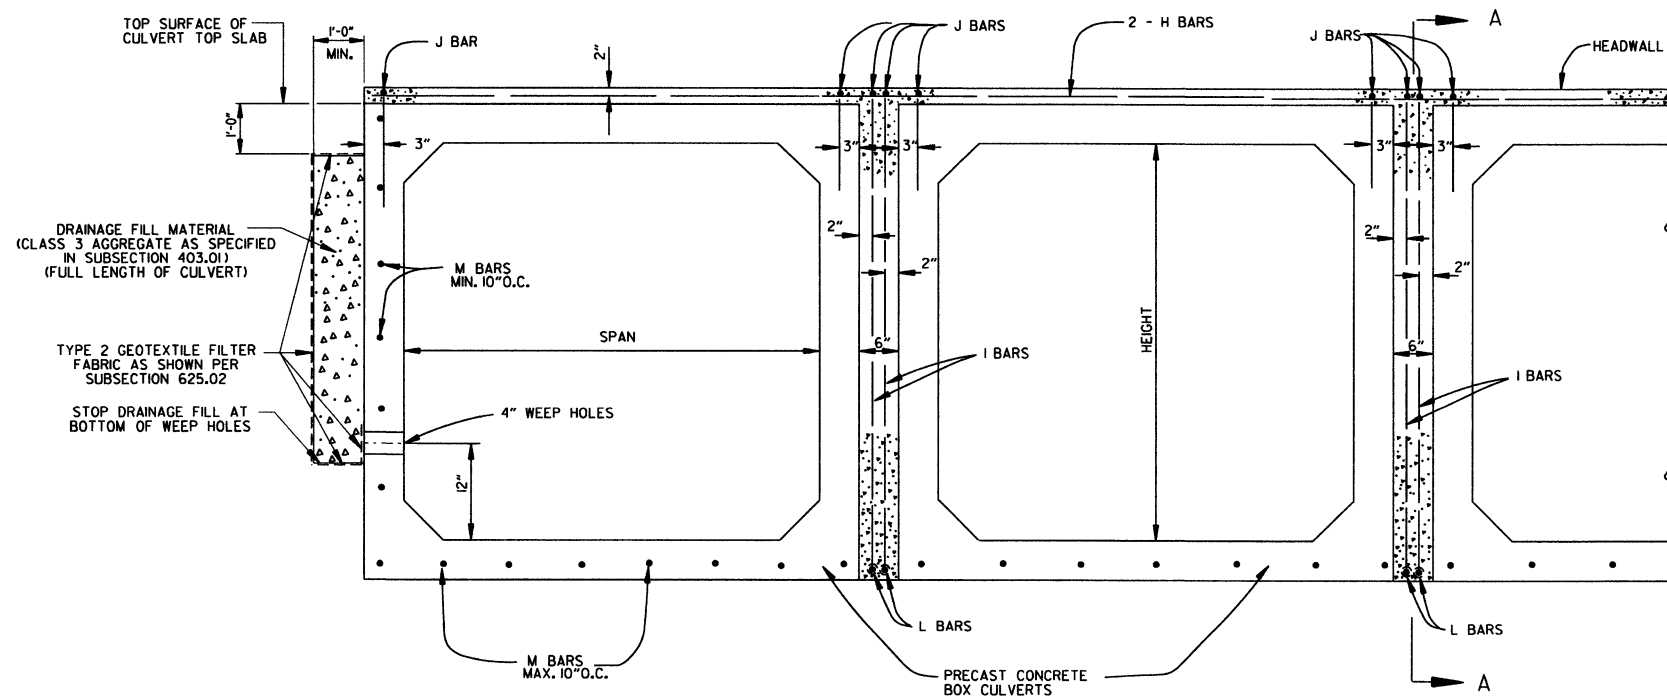 TOP SURFACE OF
CULVERT TOP SLAB
1'-0"
MIN.
J BAR
2"
J BARS
2 - H BARS
J BARS
A
HEADWALL
1'-0"
3"
3"
3"
3"
3"
DRAINAGE FILL MATERIAL
(CLASS 3 AGGREGATE AS SPECIFIED
IN SUBSECTION 403.01)
(FULL LENGTH OF CULVERT)
M BARS
MIN. 10"O.C.
2"
2"
2"
2"
TYPE 2 GEOTEXTILE FILTER
FABRIC AS SHOWN PER
SUBSECTION 625.02
SPAN
HEIGHT
6"
I BARS
6"
I BARS
STOP DRAINAGE FILL AT
BOTTOM OF WEEP HOLES
4" WEEP HOLES
12"
L BARS
L BARS
M BARS
MAX. 10"O.C.
PRECAST CONCRETE
BOX CULVERTS
A